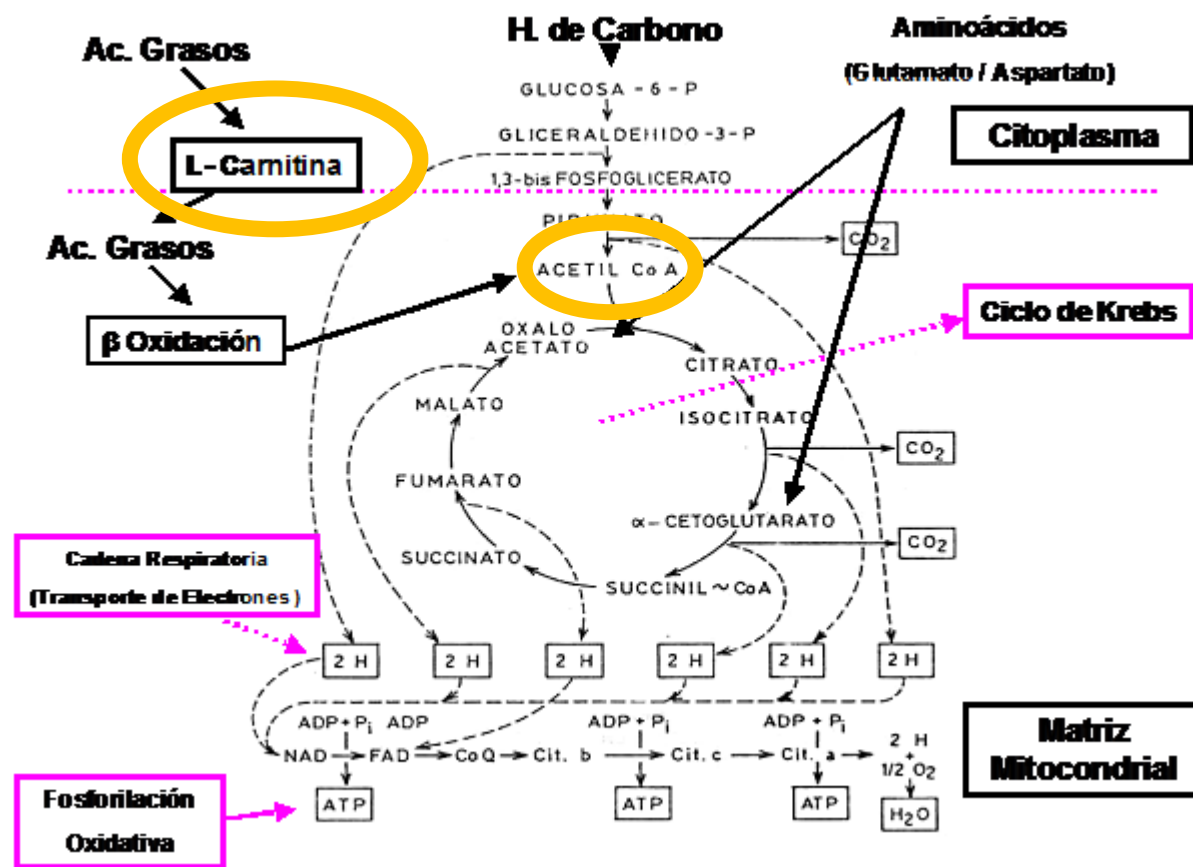 H. de Carbono
Aminoácidos
(Glutamato / Aspartato)
Ac. Grasos
GLUCOSA - 6 - P
GLICERALDEHIDO -3- P
Citoplasma
L-Carnitina
1,3-bis FOSFOGLICERATO
PIRUVATO
CO2
Ac. Grasos
ACETIL CoA
Ciclo de Krebs
β Oxidación
OXALO
ACETATO
CITRATO
MALATO
ISOCITRATO
CO2
FUMARATO
α- CETOGLUTARATO
CO2
SUCCINATO
SUCCINIL ~ CoA
Cadena Respiratoria
(Transporte de Electrones)
2 H
2 H
2 H
2 H
2 H
2 H
ADP + Pi
ADP
ADP + Pi
ADP + Pi
NAD
FAD
CoQ
Cit. b
Cit. c
Cit. a
2 H
+
1/2 O2
ATP
ATP
ATP
H2O
Matriz
Mitocondrial
Fosforilación
Oxidativa